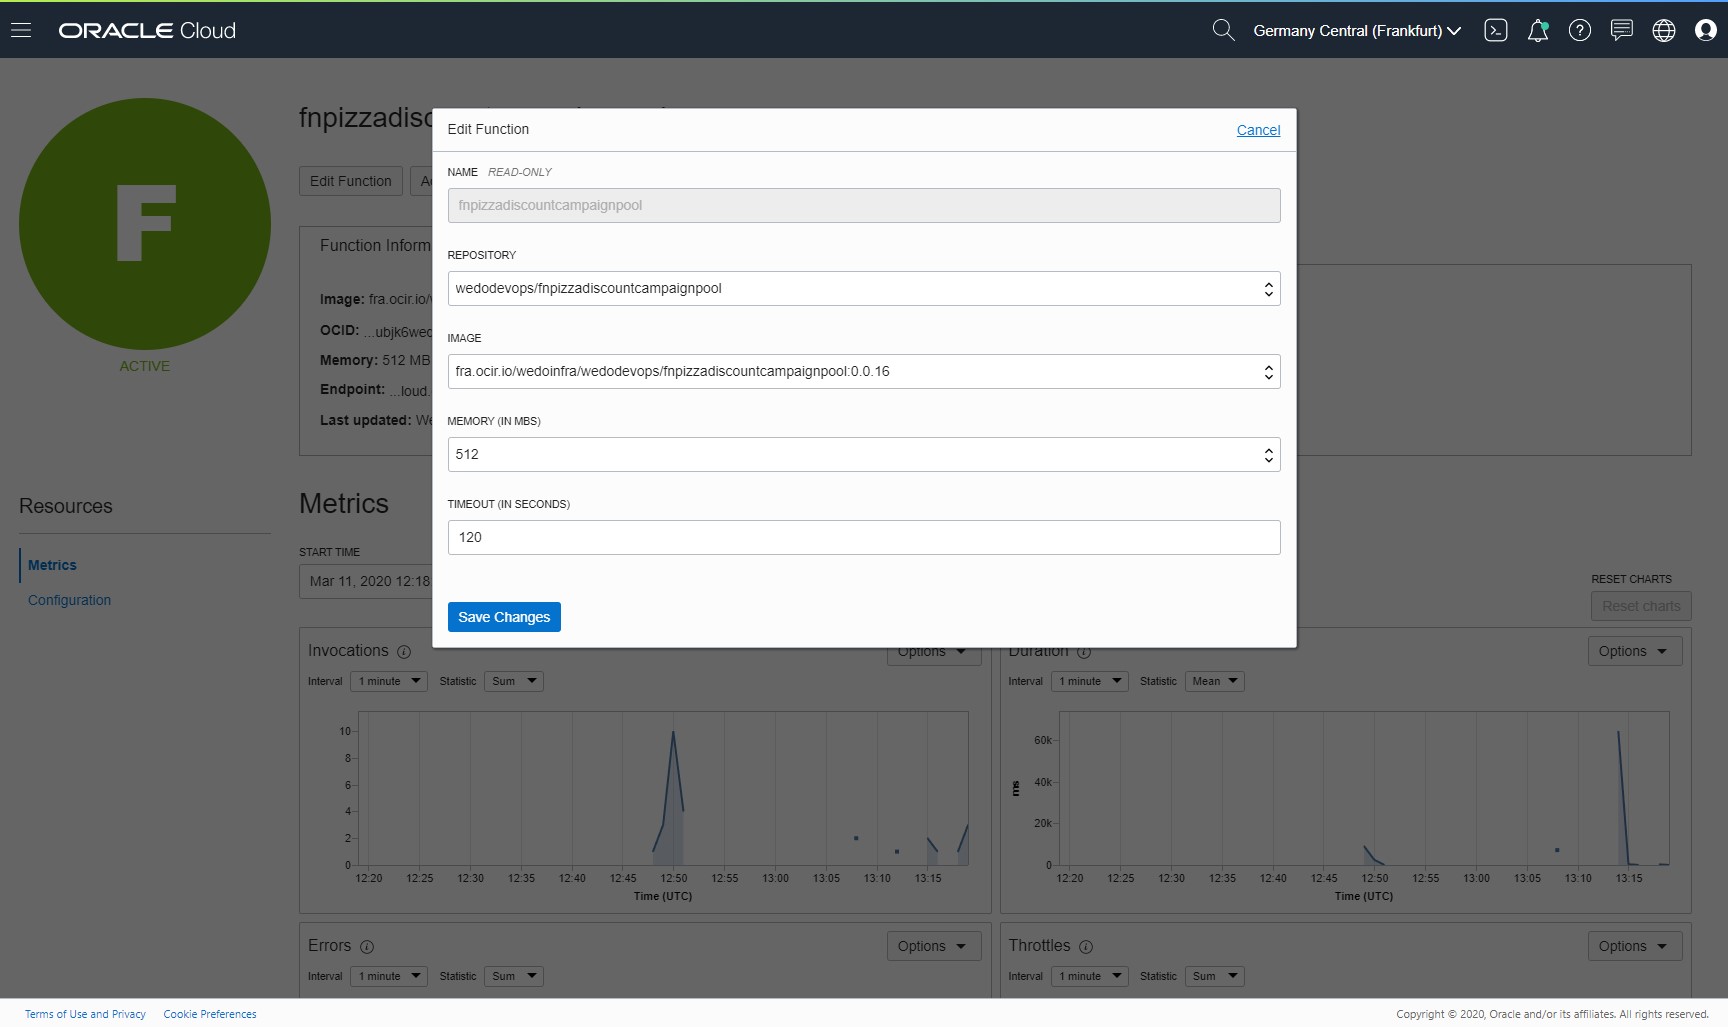 ORACLE Cloud
Germany Central (Frankfurt)
F
ACTIVE
fnpizzadisc
Edit Function
Function Inform
Image: fra.ocir.io/w
OCID: ...ubjk6wed
Memory: 512 MB
Endpoint: ...loud.
Last updated: We
Edit Function
Cancel
NAME READ-ONLY
fnpizzadiscountcampaignpool
REPOSITORY
wedodevops/fnpizzadiscountcampaignpool
IMAGE
fra.ocir.io/wedoinfra/wedodevops/fnpizzadiscountcampaignpool:0.0.16
MEMORY (IN MBS)
512
TIMEOUT (IN SECONDS)
120
Save Changes
Resources
Metrics
Configuration
Metrics
START TIME
Mar 11, 2020 12:18
RESET CHARTS
Reset charts
Invocations
Options
Interval 1 minute Statistic Sum
10
8
6
4
2
0
12:20 12:25 12:30 12:35 12:40 12:45 12:50 12:55 13:00 13:05 13:10 13:15
Time (UTC)
Duration
Options
Interval 1 minute Statistic Mean
ms
60k
40k
20k
0
12:20 12:25 12:30 12:35 12:40 12:45 12:50 12:55 13:00 13:05 13:10 13:15
Time (UTC)
Errors
Options
Interval 1 minute Statistic Sum
Throttles
Options
Interval 1 minute Statistic Sum
Terms of Use and Privacy Cookie Preferences
Copyright © 2020, Oracle and/or its affiliates. All rights reserved.